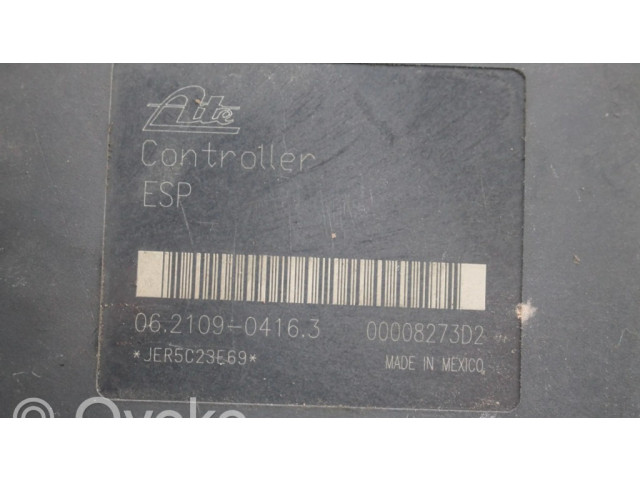 Ate
Controller
ESP
06.2109-0416.3 00008273D2
*JER5C23E69* MADE IN MEXICO
© Ovoko